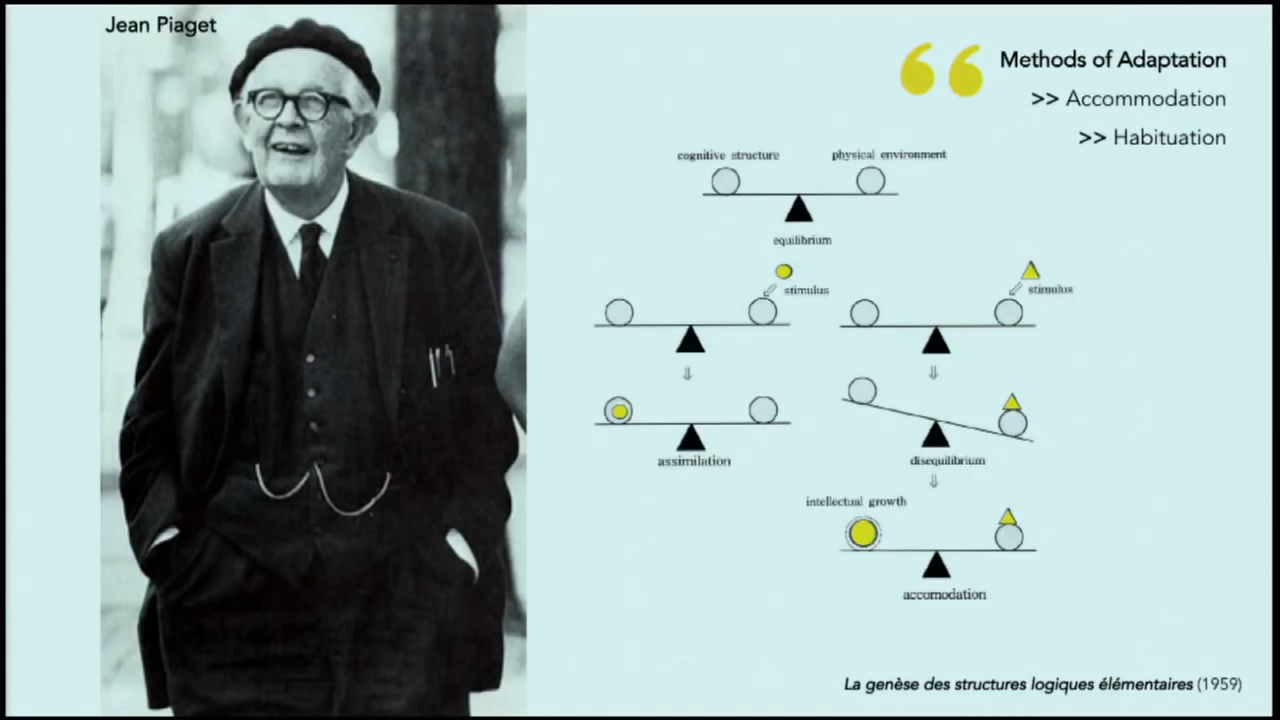 Jean Piaget
Methods of Adaptation
>> Accommodation
>> Habituation
cognitive structure
physical environment
equilibrium
stimulus
stimulus
assimilation
disequilibrium
intellectual growth
accomodation
La genèse des structures logiques élémentaires (1959)